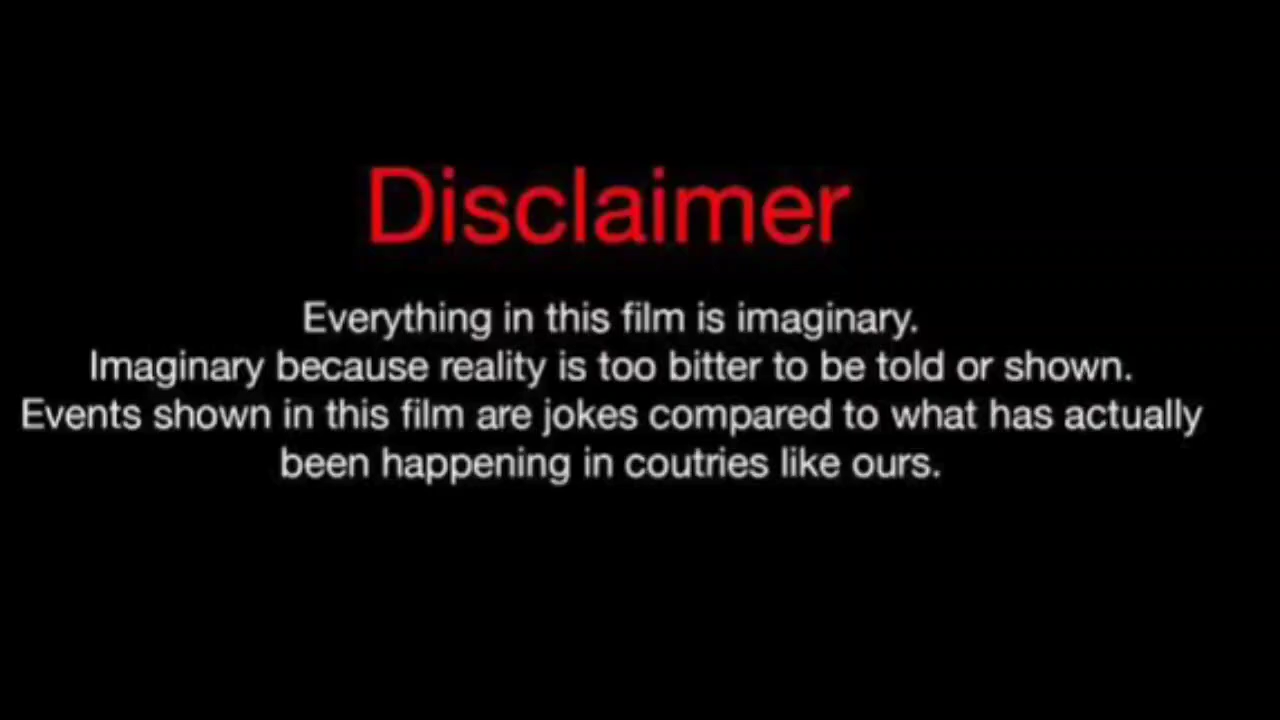 Disclaimer
Everything in this film is imaginary.
Imaginary because reality is too bitter to be told or shown.
Events shown in this film are jokes compared to what has actually
been happening in coutries like ours.